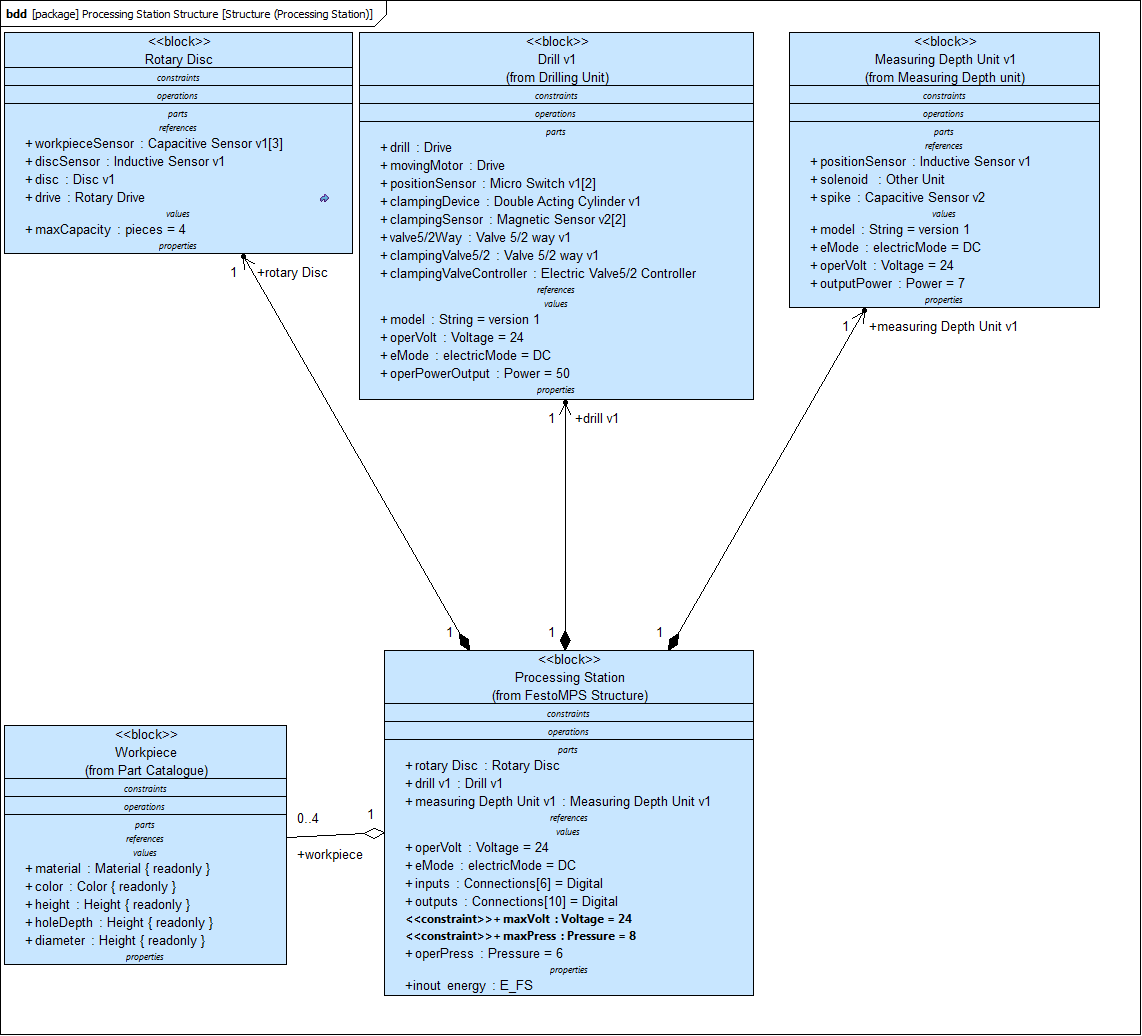 bdd [package] Processing Station Structure [Structure (Processing Station)]
<<block>>
Rotary Disc
constraints
operations
parts
references
+ workpieceSensor : Capacitive Sensor v1[3]
+ discSensor : Inductive Sensor v1
+ disc : Disc v1
+ drive : Rotary Drive
values
+ maxCapacity : pieces = 4
properties
<<block>>
Drill v1
(from Drilling Unit)
constraints
operations
parts
+ drill : Drive
+ movingMotor : Drive
+ positionSensor : Micro Switch v1[2]
+ clampingDevice : Double Acting Cylinder v1
+ clampingSensor : Magnetic Sensor v2[2]
+ valve5/2Way : Valve 5/2 way v1
+ clampingValve5/2 : Valve 5/2 way v1
+ clampingValveController : Electric Valve5/2 Controller
references
values
+ model : String = version 1
+ operVolt : Voltage = 24
+ eMode : electricMode = DC
+ operPowerOutput : Power = 50
properties
<<block>>
Measuring Depth Unit v1
(from Measuring Depth unit)
constraints
operations
parts
references
+ positionSensor : Inductive Sensor v1
+ solenoid : Other Unit
+ spike : Capacitive Sensor v2
values
+ model : String = version 1
+ eMode : electricMode = DC
+ operVolt : Voltage = 24
+ outputPower : Power = 7
properties
1 +rotary Disc
1 +drill v1
1 +measuring Depth Unit v1
1
1
1
<<block>>
Workpiece
(from Part Catalogue)
constraints
operations
parts
references
values
+ material : Material { readonly }
+ color : Color { readonly }
+ height : Height { readonly }
+ holeDepth : Height { readonly }
+ diameter : Height { readonly }
properties
0..4
1
+workpiece
<<block>>
Processing Station
(from FestoMPS Structure)
constraints
operations
parts
+ rotary Disc : Rotary Disc
+ drill v1 : Drill v1
+ measuring Depth Unit v1 : Measuring Depth Unit v1
references
values
+ operVolt : Voltage = 24
+ eMode : electricMode = DC
+ inputs : Connections[6] = Digital
+ outputs : Connections[10] = Digital
<<constraint>>+ maxVolt : Voltage = 24
<<constraint>>+ maxPress : Pressure = 8
+ operPress : Pressure = 6
properties
+inout energy : E_FS